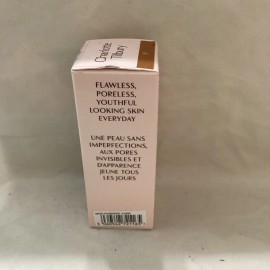 Charlotte
Tilbury
FLAWLESS,
PORELESS,
YOUTHFUL
LOOKING SKIN
EVERYDAY
UNE PEAU SANS
IMPERFECTIONS,
AUX PORES
INVISIBLES ET
D'APPARENCE
JEUNE TOUS
LES JOURS